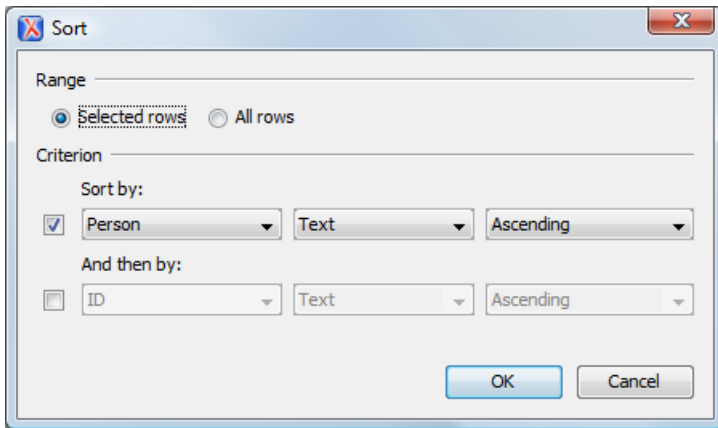 Sort
Range
Selected rows All rows
Criterion
Sort by:
Person Text Ascending
And then by:
ID Text Ascending
OK Cancel